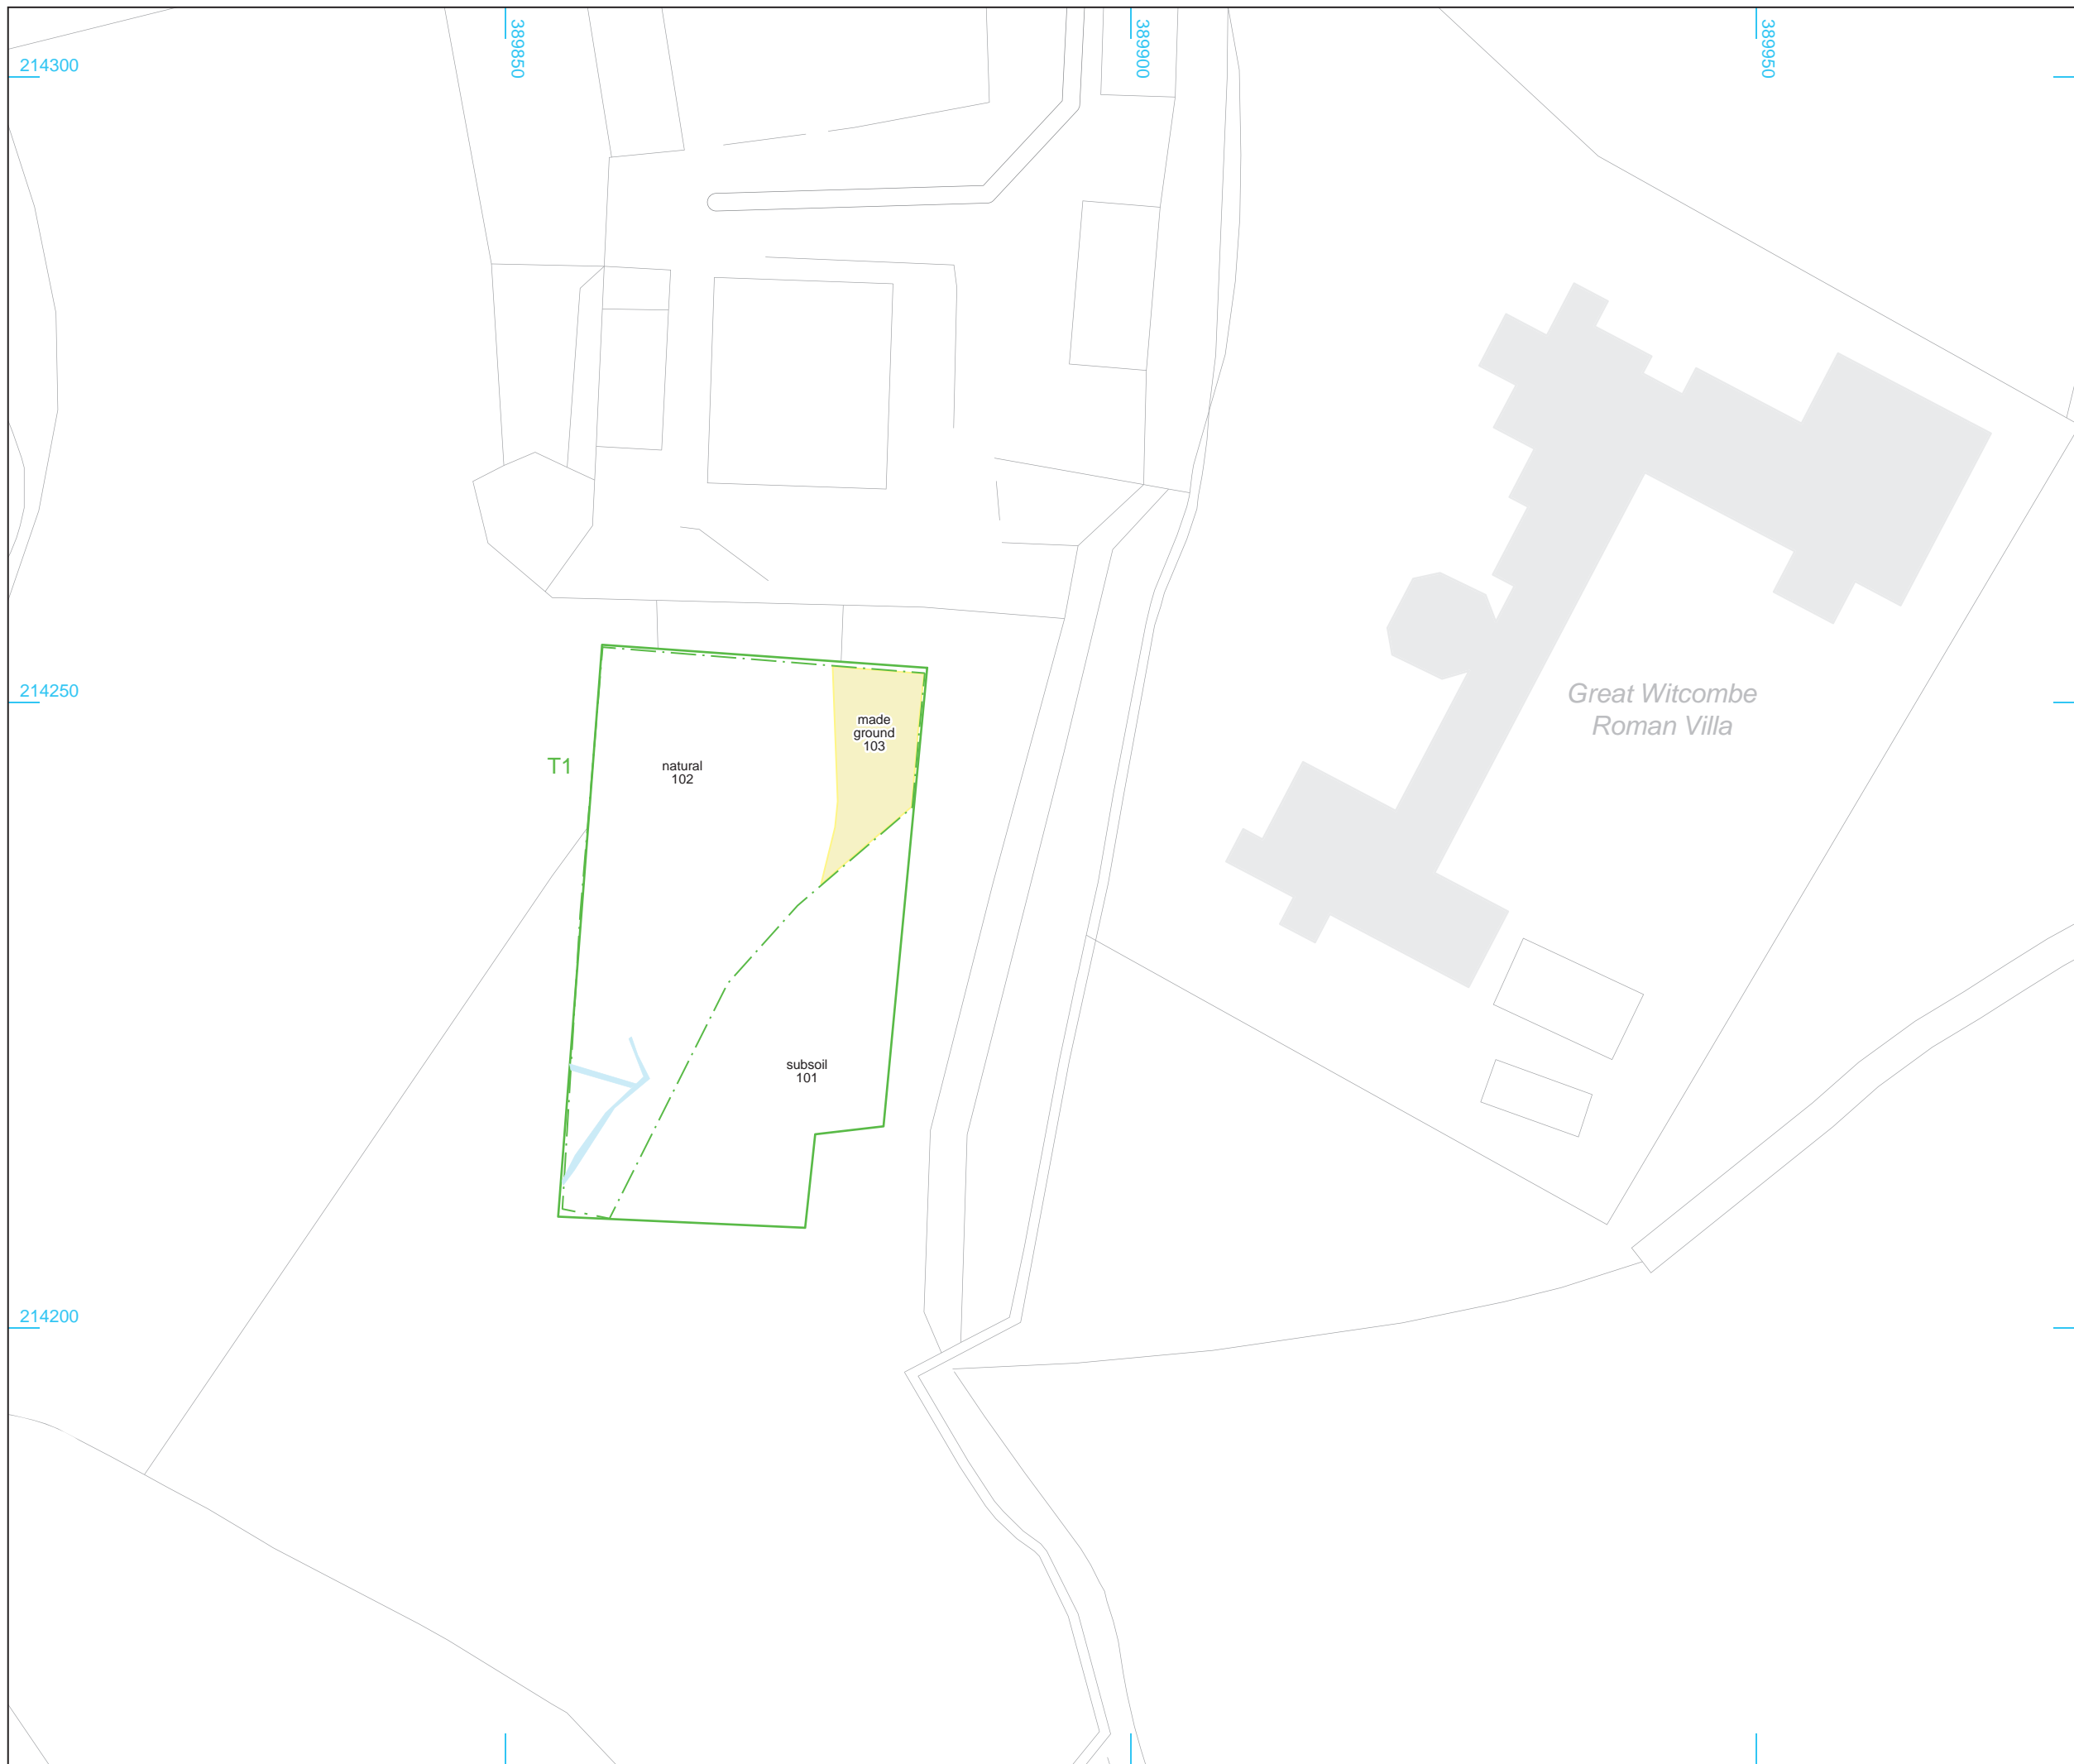 389850
389900
389950
214300
214250
Great Witcombe
Roman Villa
made
ground
103
T1
natural
102
subsoil
101
214200